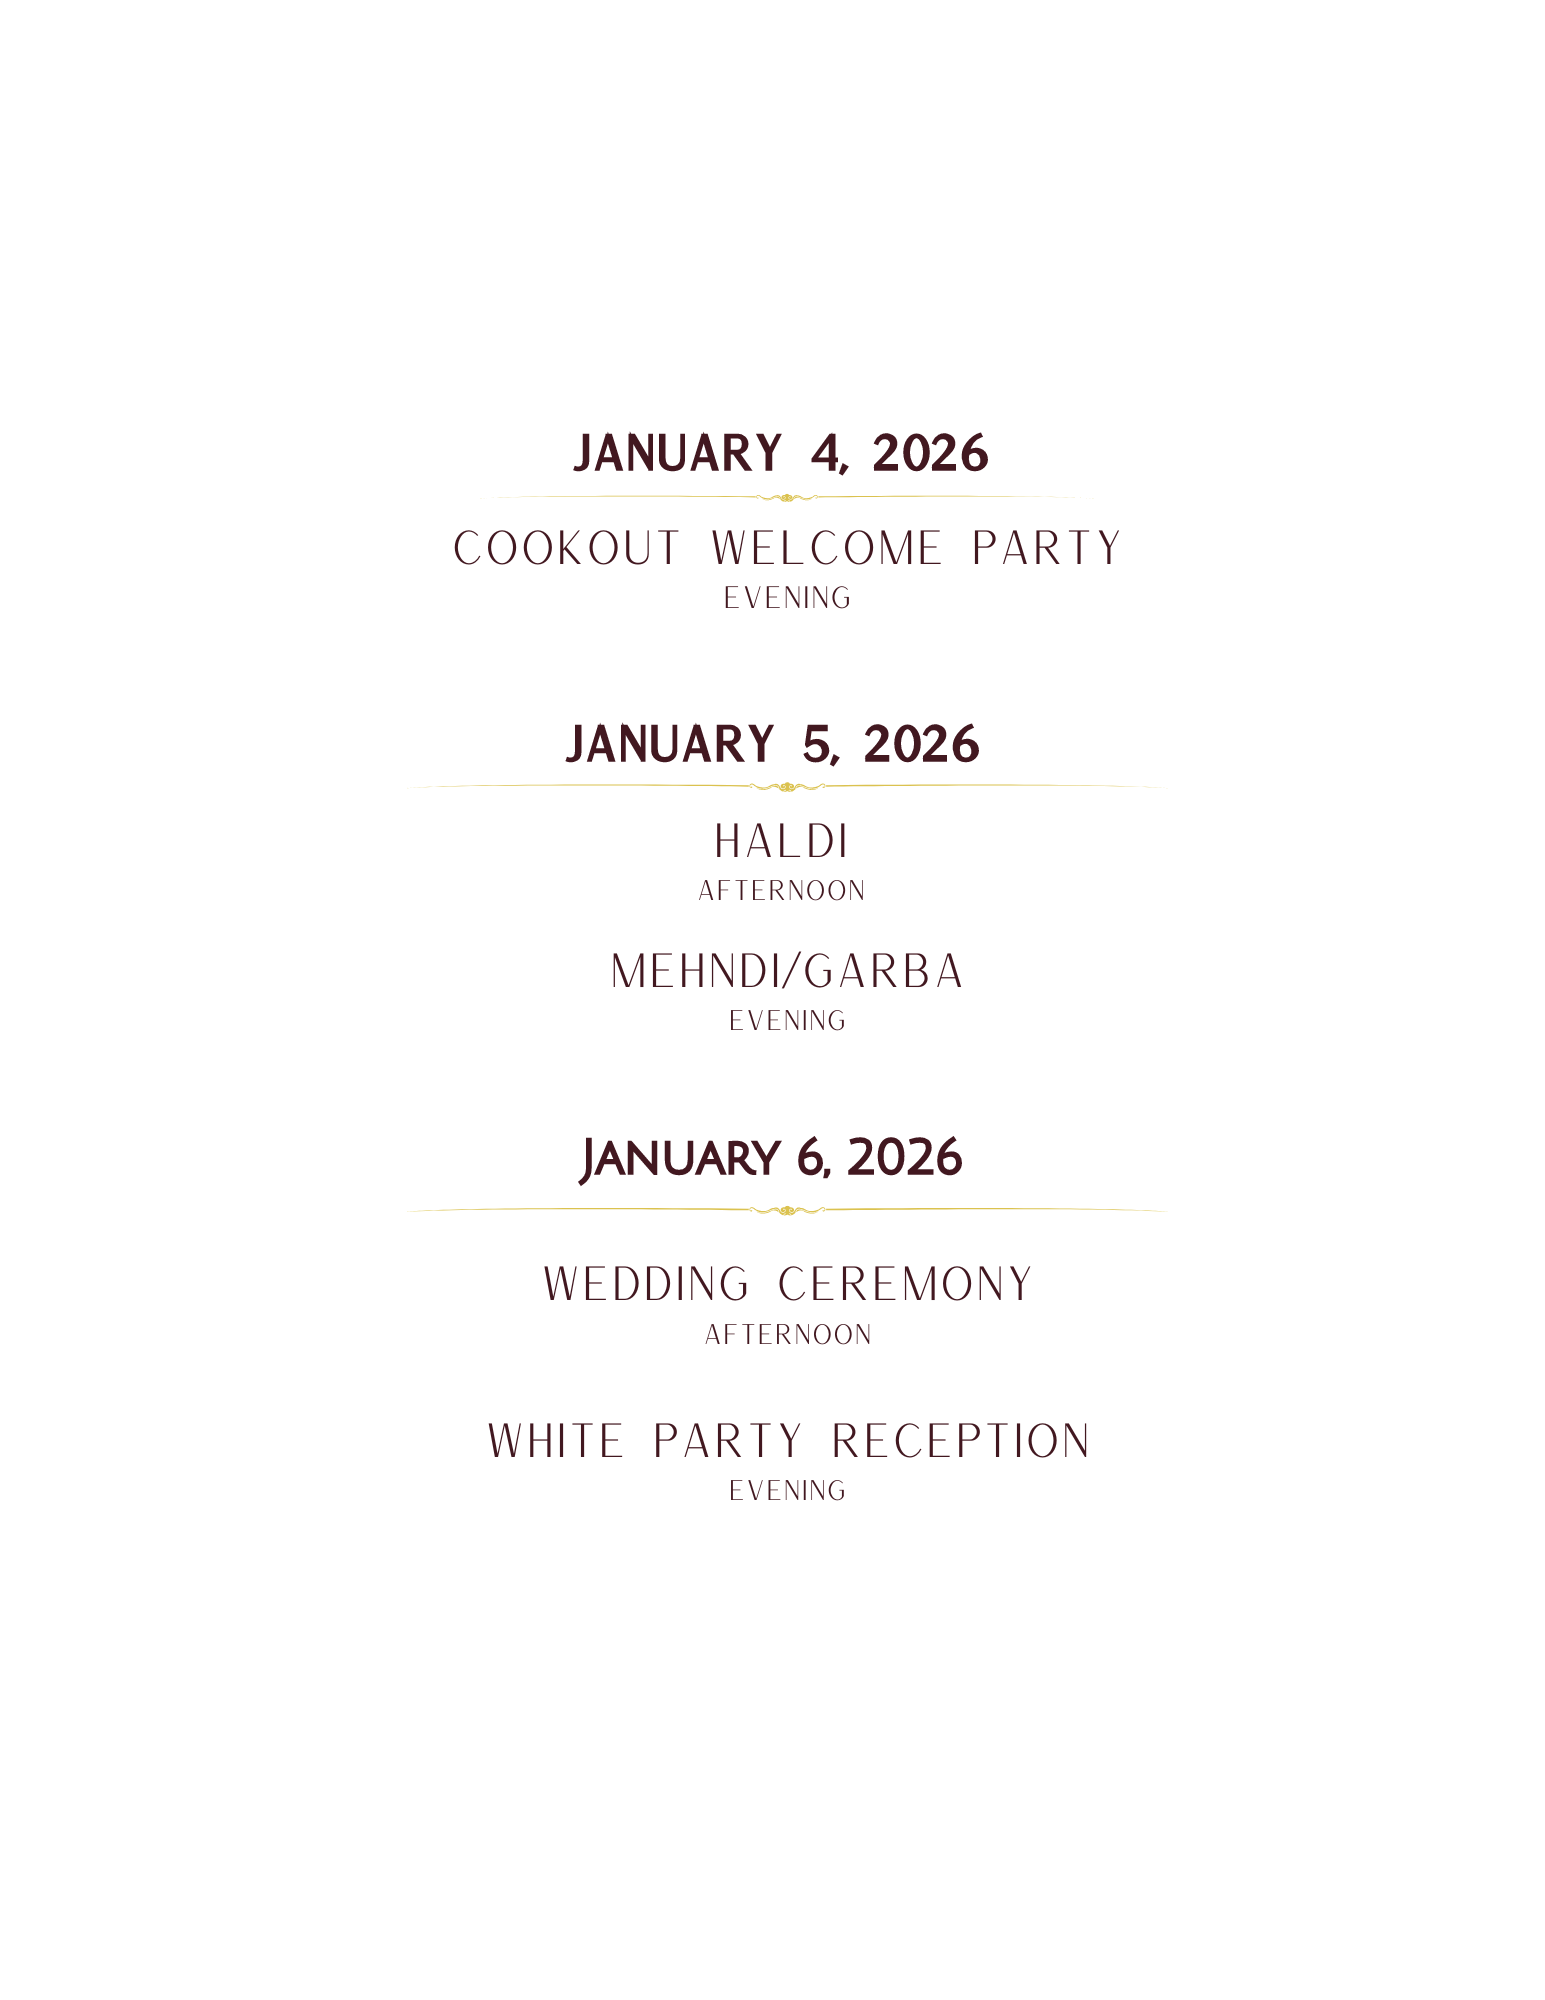 JANUARY 4, 2026
COOKOUT WELCOME PARTY
EVENING
JANUARY 5, 2026
HALDI
AFTERNOON
MEHNDI/GARBA
EVENING
JANUARY 6, 2026
WEDDING CEREMONY
AFTERNOON
WHITE PARTY RECEPTION
EVENING